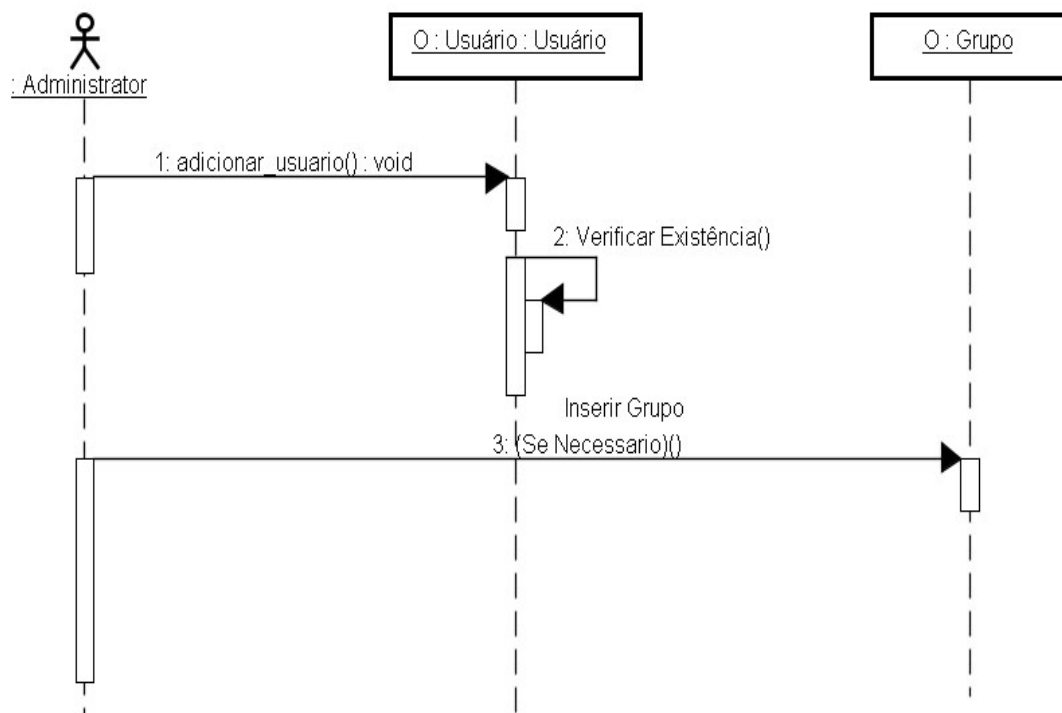 : Administrator
O : Usuário : Usuário
O : Grupo
1: adicionar_usuario() : void
2: Verificar Existência()
Inserir Grupo
3: (Se Necessario)()